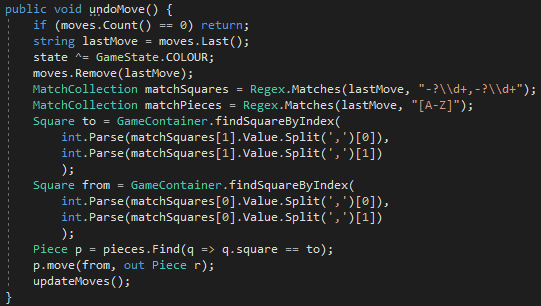 public void undoMove() {
    if (moves.Count() == 0) return;
    string lastMove = moves.Last();
    state ^= GameState.COLOUR;
    moves.Remove(lastMove);
    MatchCollection matchSquares = Regex.Matches(lastMove, "-?\\d+,-?\\d+");
    MatchCollection matchPieces = Regex.Matches(lastMove, "[A-Z]");
    Square to = GameContainer.findSquareByIndex(
        int.Parse(matchSquares[1].Value.Split(',')[0]),
        int.Parse(matchSquares[1].Value.Split(',')[1])
        );
    Square from = GameContainer.findSquareByIndex(
        int.Parse(matchSquares[0].Value.Split(',')[0]),
        int.Parse(matchSquares[0].Value.Split(',')[1])
        );
    Piece p = pieces.Find(q => q.square == to);
    p.move(from, out Piece r);
    updateMoves();
}